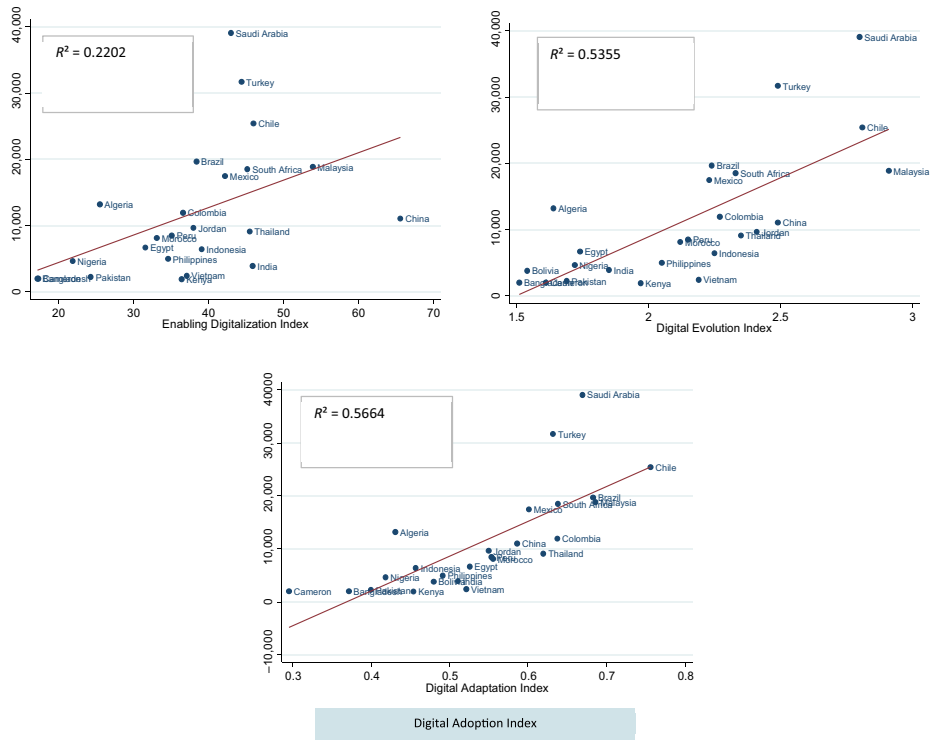 R² = 0.2202
40,000
30,000
20,000
10,000
0
Saudi Arabia
Turkey
Chile
Brazil
South Africa
Malaysia
Mexico
Algeria
Colombia
China
Jordan
Thailand
Peru
Morocco
Egypt
Indonesia
Philippines
Nigeria
India
Bangladesh
Pakistan
Vietnam
Kenya
20 30 40 50 60 70
Enabling Digitalization Index
R² = 0.5355
40,000
30,000
20,000
10,000
0
Saudi Arabia
Turkey
Chile
Brazil
South Africa
Malaysia
Mexico
Algeria
Colombia
China
Jordan
Thailand
Peru
Morocco
Egypt
Indonesia
Philippines
Nigeria
Bolivia
India
Bangladesh
Cameron
Pakistan
Kenya
Vietnam
1.5 2 2.5 3
Digital Evolution Index
R² = 0.5664
40000
30,000
20,000
10,000
0
−10,000
Saudi Arabia
Turkey
Chile
Brazil
Malaysia
South Africa
Mexico
Algeria
Colombia
China
Thailand
Jordan
Peru
Morocco
Egypt
Indonesia
Philippines
Nigeria
Bolivia
India
Cameron
Bangladesh
Pakistan
Kenya
Vietnam
0.3 0.4 0.5 0.6 0.7 0.8
Digital Adaptation Index
Digital Adoption Index